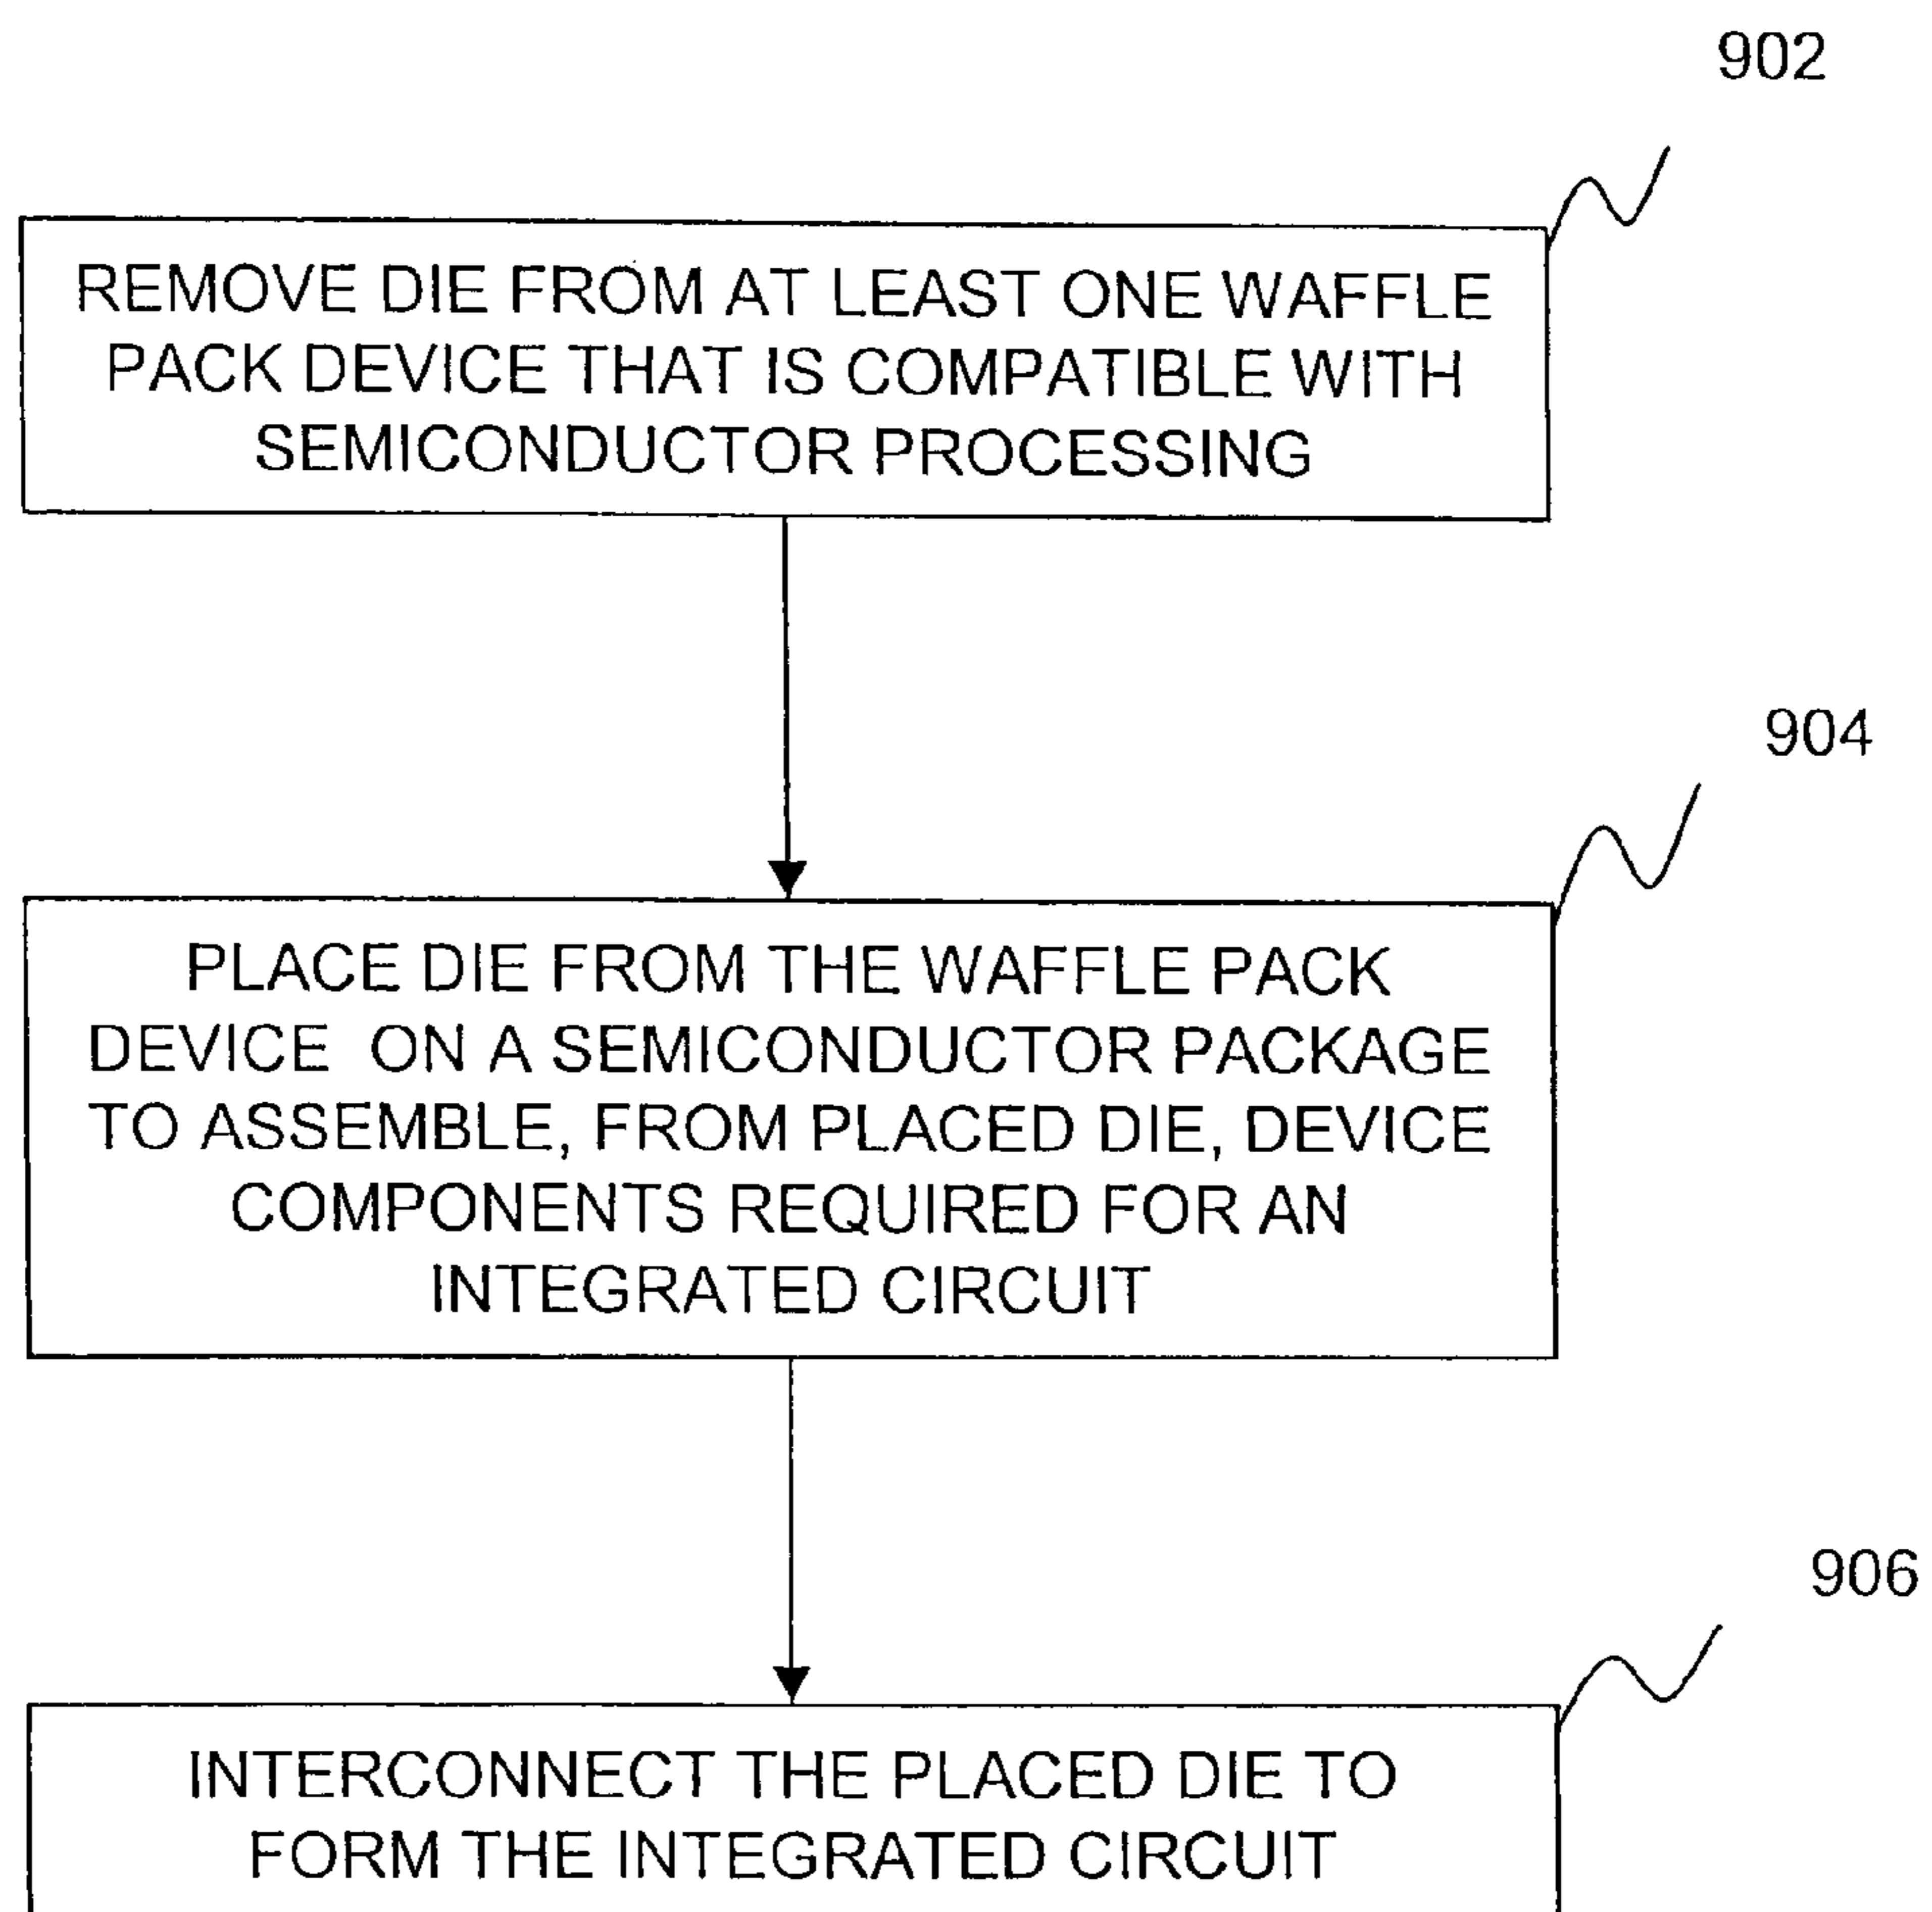 902
REMOVE DIE FROM AT LEAST ONE WAFFLE
PACK DEVICE THAT IS COMPATIBLE WITH
SEMICONDUCTOR PROCESSING
904
PLACE DIE FROM THE WAFFLE PACK
DEVICE ON A SEMICONDUCTOR PACKAGE
TO ASSEMBLE, FROM PLACED DIE, DEVICE
COMPONENTS REQUIRED FOR AN
INTEGRATED CIRCUIT
906
INTERCONNECT THE PLACED DIE TO
FORM THE INTEGRATED CIRCUIT